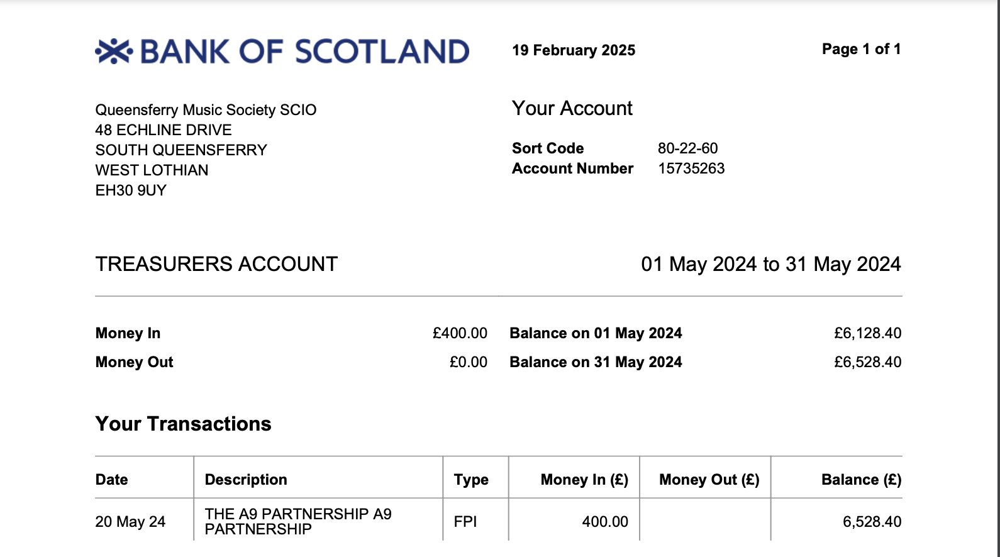 BANK OF SCOTLAND
19 February 2025
Page 1 of 1
Queensferry Music Society SCIO
48 ECHLINE DRIVE
SOUTH QUEENSFERRY
WEST LOTHIAN
EH30 9UY
Your Account
Sort Code 80-22-60
Account Number 15735263
TREASURERS ACCOUNT 01 May 2024 to 31 May 2024
Money In £400.00 Balance on 01 May 2024 £6,128.40
Money Out £0.00 Balance on 31 May 2024 £6,528.40
Your Transactions
Date Description Type Money In (£) Money Out (£) Balance (£)
20 May 24 THE A9 PARTNERSHIP A9 FPI 400.00 6,528.40
PARTNERSHIP